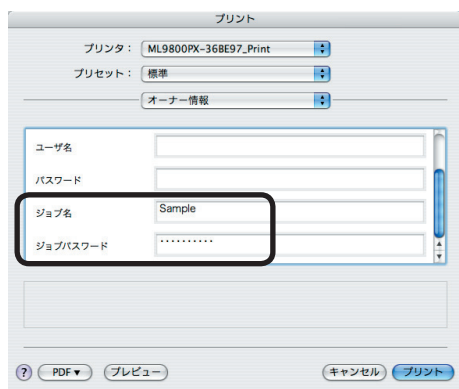 プリント
プリンタ： ML9800PX-36BE97_Print
プリセット： 標準
オーナー情報
ユーザ名
パスワード
ジョブ名 Sample
ジョブパスワード ··········
? PDF▼ プレビュー キャンセル プリント